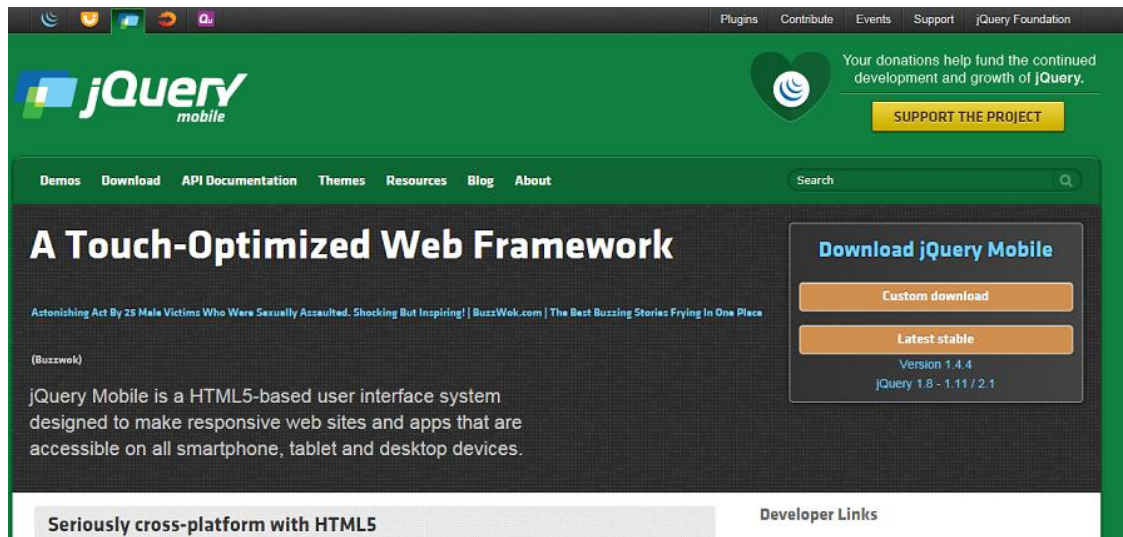 Qu
Plugins Contribute Events Support jQuery Foundation
jQuery
mobile
Your donations help fund the continued
development and growth of jQuery.
SUPPORT THE PROJECT
Demos Download API Documentation Themes Resources Blog About
Search
A Touch-Optimized Web Framework
Astonishing Act By 25 Male Victims Who Were Sexually Assaulted. Shocking But Inspiring! | BuzzWok.com | The Best Buzzing Stories Frying In One Place
(Buzzwok)
jQuery Mobile is a HTML5-based user interface system
designed to make responsive web sites and apps that are
accessible on all smartphone, tablet and desktop devices.
Download jQuery Mobile
Custom download
Latest stable
Version 1.4.4
jQuery 1.8 - 1.11 / 2.1
Seriously cross-platform with HTML5
Developer Links